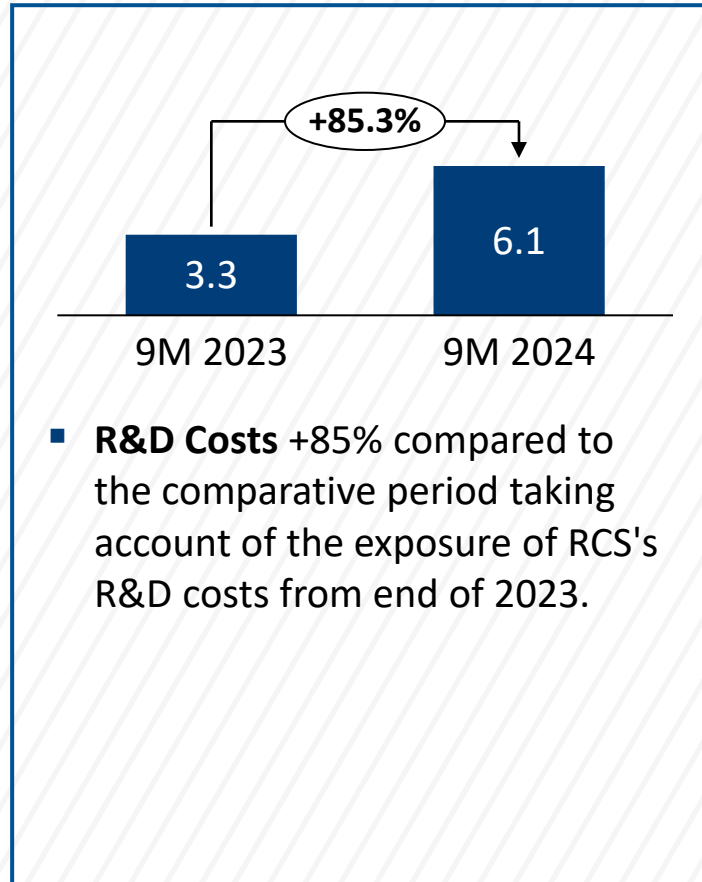 +85.3%
3.3
6.1
9M 2023
9M 2024
▪ R&D Costs +85% compared to
the comparative period taking
account of the exposure of RCS's
R&D costs from end of 2023.